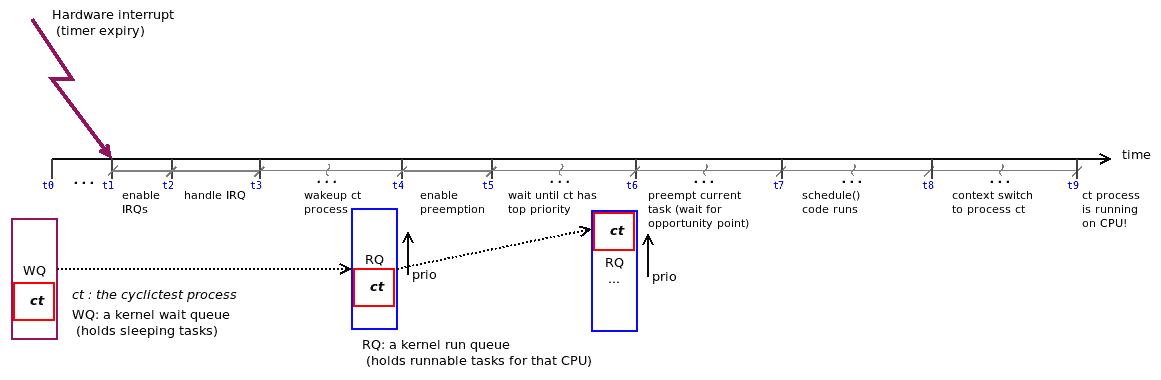 Hardware interrupt
(timer expiry)
time
t0
...
t1
t2
t3
...
t4
t5
...
t6
...
t7
...
t8
...
t9
enable
IRQs
handle IRQ
wakeup ct
process
enable
preemption
wait until ct has
top priority
preempt current
task (wait for
opportunity point)
schedule()
code runs
context switch
to process ct
ct process
is running
on CPU!
WQ
ct
RQ
ct
prio
ct
RQ
...
prio
ct : the cyclictest process
WQ: a kernel wait queue
(holds sleeping tasks)
RQ: a kernel run queue
(holds runnable tasks for that CPU)